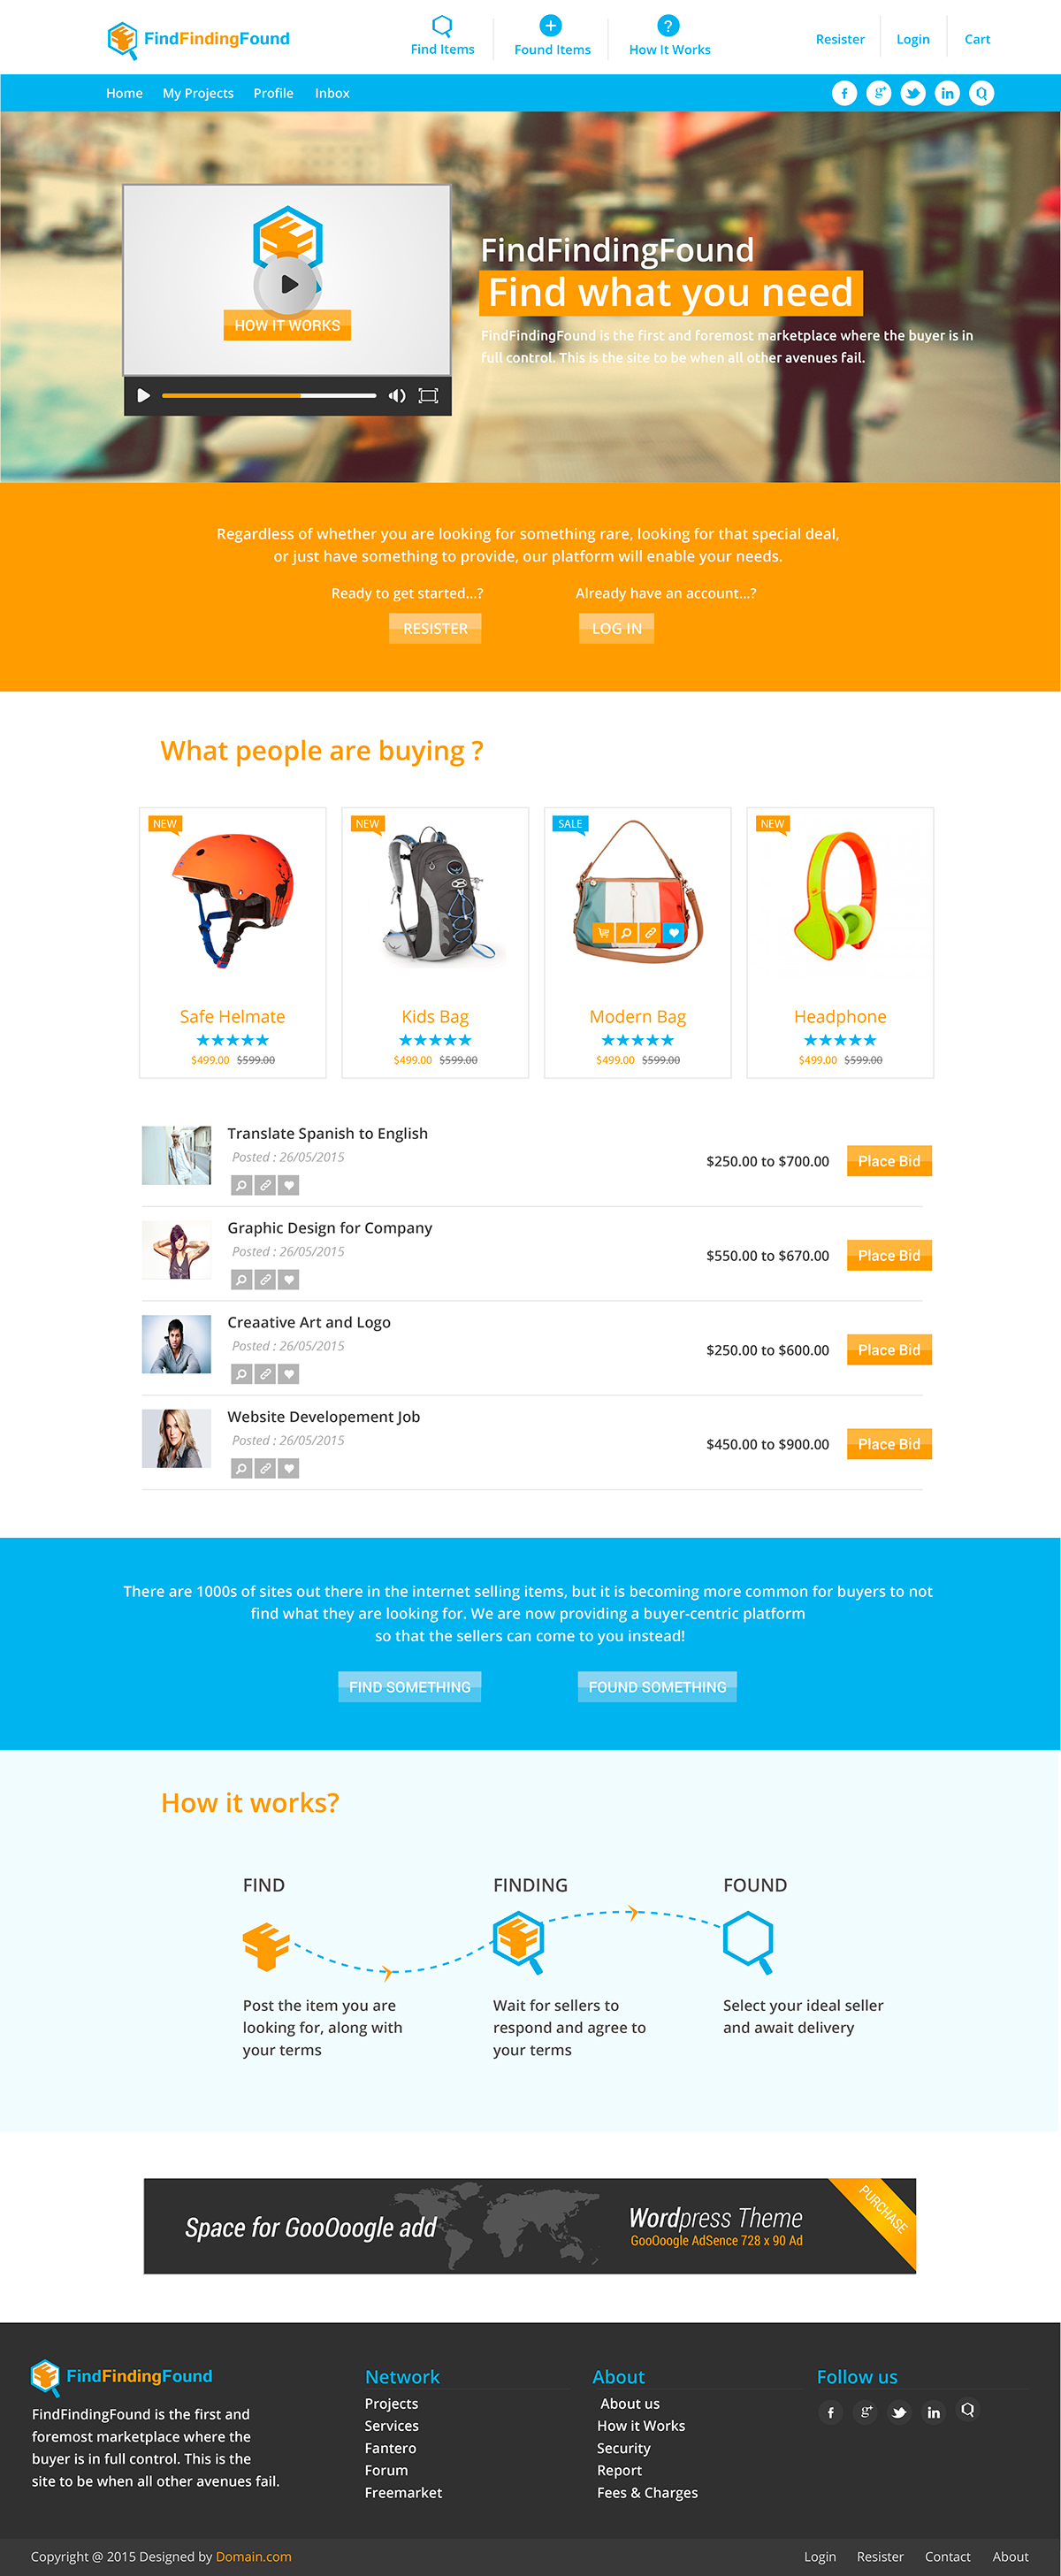 FindFindingFound
Find Items
Found Items
How It Works
Resister
Login
Cart
Home
My Projects
Profile
Inbox
HOW IT WORKS
FindFindingFound
Find what you need
FindFindingFound is the first and foremost marketplace where the buyer is in
full control. This is the site to be when all other avenues fail.
Regardless of whether you are looking for something rare, looking for that special deal,
or just have something to provide, our platform will enable your needs.
Ready to get started...?
Already have an account...?
RESISTER
LOG IN
What people are buying ?
NEW
NEW
SALE
NEW
Safe Helmate
Kids Bag
Modern Bag
Headphone
$499.00 $599.00
$499.00 $599.00
$499.00 $599.00
$499.00 $599.00
Translate Spanish to English
Posted : 26/05/2015
$250.00 to $700.00
Place Bid
Graphic Design for Company
Posted : 26/05/2015
$550.00 to $670.00
Place Bid
Creaative Art and Logo
Posted : 26/05/2015
$250.00 to $600.00
Place Bid
Website Developement Job
Posted : 26/05/2015
$450.00 to $900.00
Place Bid
There are 1000s of sites out there in the internet selling items, but it is becoming more common for buyers to not
find what they are looking for. We are now providing a buyer-centric platform
so that the sellers can come to you instead!
FIND SOMETHING
FOUND SOMETHING
How it works?
FIND
FINDING
FOUND
Post the item you are
looking for, along with
your terms
Wait for sellers to
respond and agree to
your terms
Select your ideal seller
and await delivery
Space for GooOoogle add
Wordpress Theme
GooOoogle AdSence 728 x 90 Ad
PURCHASE
FindFindingFound
FindFindingFound is the first and
foremost marketplace where the
buyer is in full control. This is the
site to be when all other avenues fail.
Network
Projects
Services
Fantero
Forum
Freemarket
About
About us
How it Works
Security
Report
Fees & Charges
Follow us
Copyright @ 2015 Designed by Domain.com
Login
Resister
Contact
About